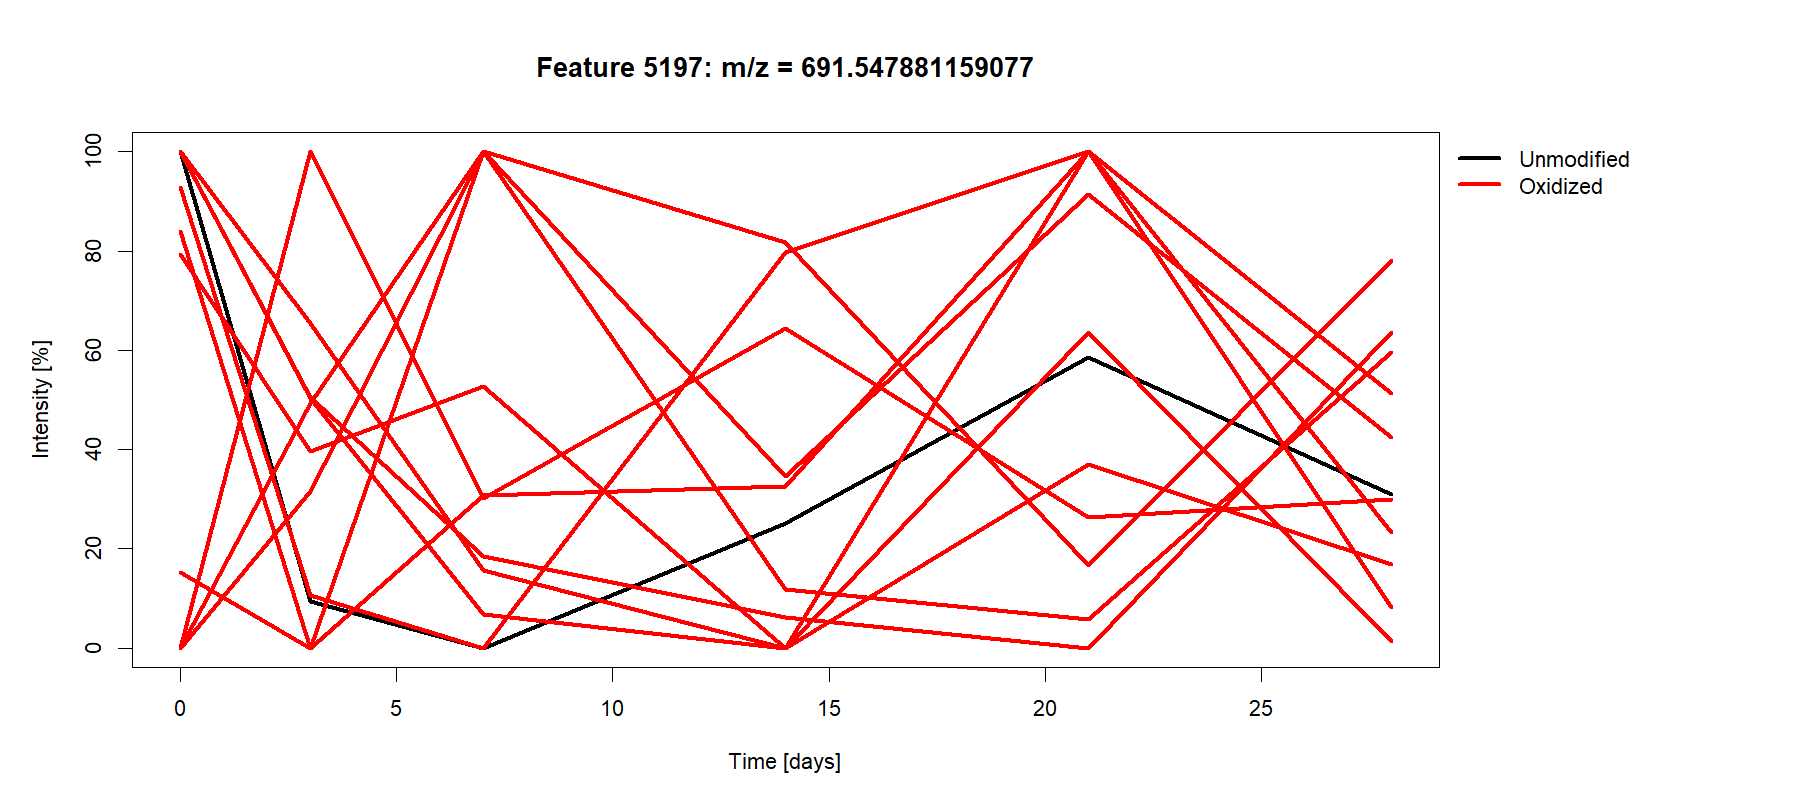 Feature 5197: m/z = 691.547881159077
Unmodified
Oxidized
Intensity [%]
100
80
60
40
20
0
0 5 10 15 20 25
Time [days]